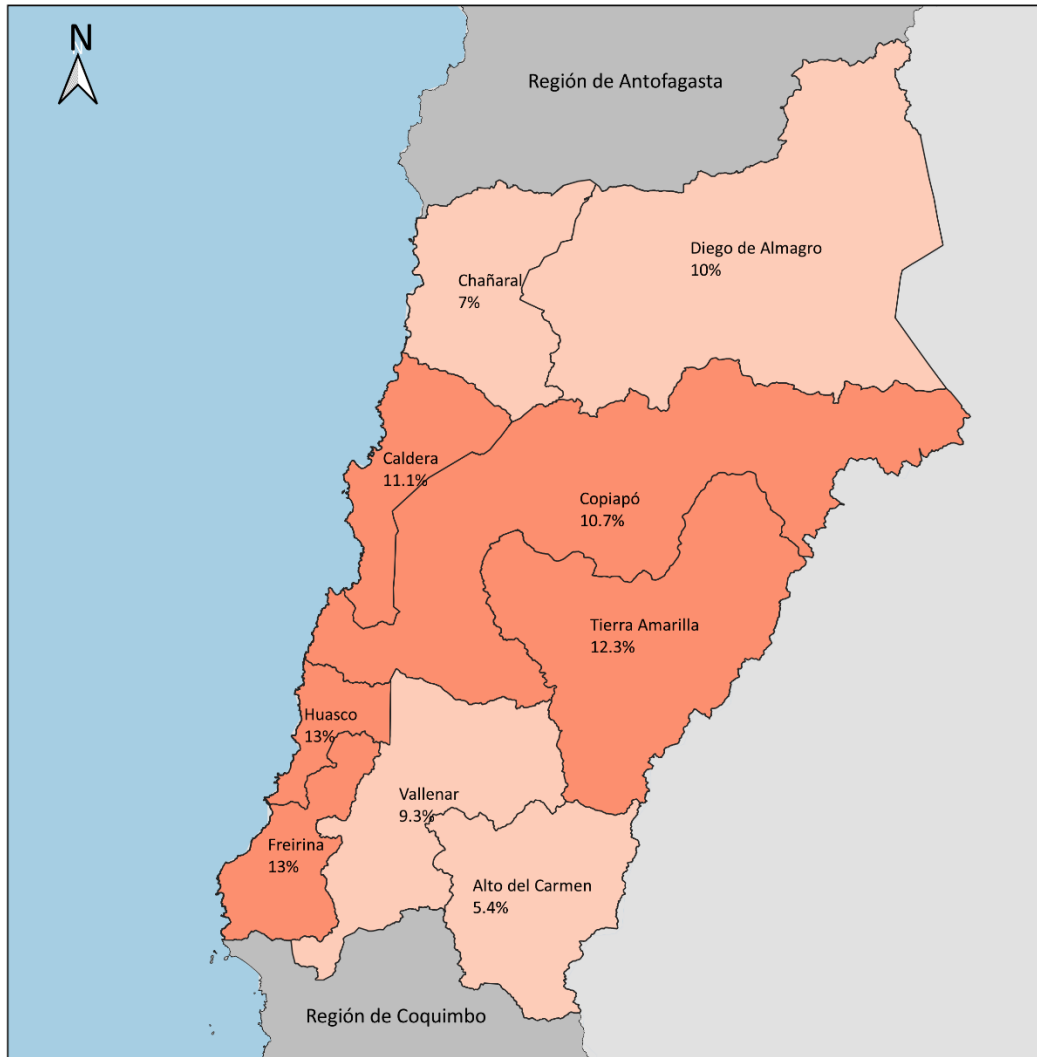 N
Región de Antofagasta
Diego de Almagro
10%
Chañaral
7%
Caldera
11.1%
Copiapó
10.7%
Tierra Amarilla
12.3%
Huasco
13%
Vallenar
9.3%
Freirina
13%
Alto del Carmen
5.4%
Región de Coquimbo